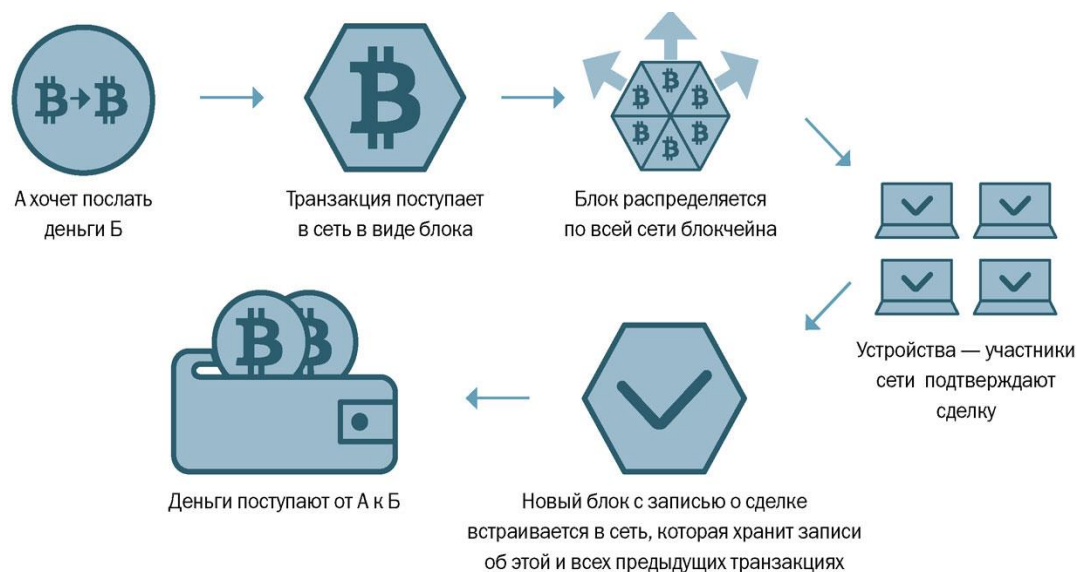 А хочет послать
деньги Б
Транзакция поступает
в сеть в виде блока
Блок распределяется
по всей сети блокчейна
Устройства — участники
сети подтверждают
сделку
Новый блок с записью о сделке
встраивается в сеть, которая хранит записи
об этой и всех предыдущих транзакциях
Деньги поступают от А к Б